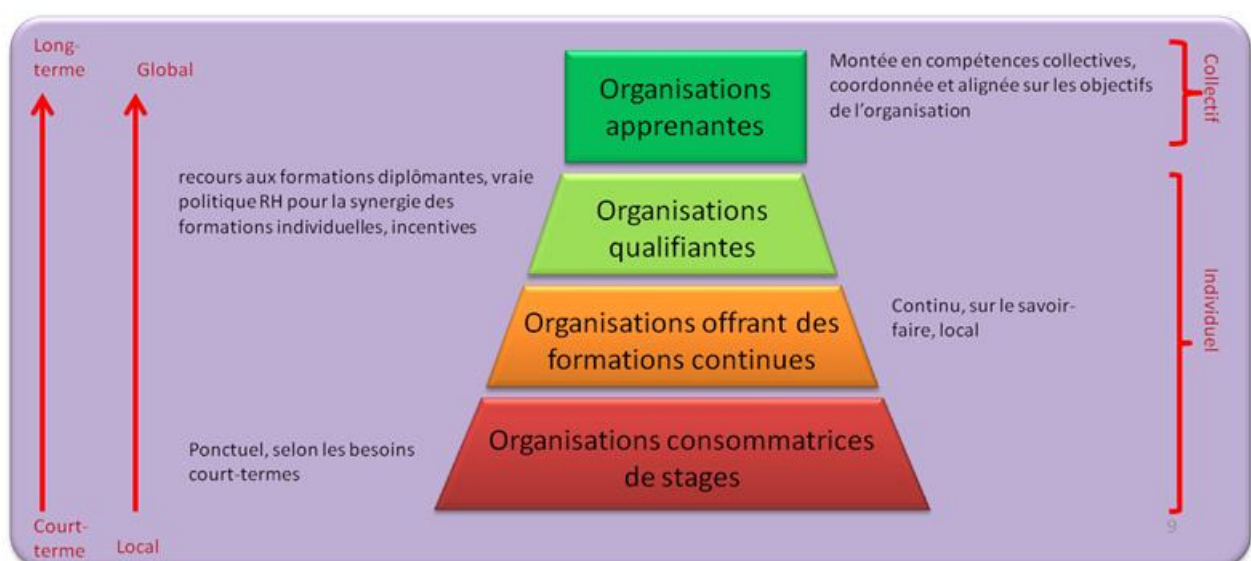 Long-
terme
Global
Organisations
apprenantes
Montée en compétences collectives,
coordonnée et alignée sur les objectifs
de l'organisation
Collectif
recours aux formations diplômantes, vraie
politique RH pour la synergie des
formations individuelles, incentives
Organisations
qualifiantes
Organisations offrant des
formations continues
Continu, sur le savoir-
faire, local
Individuel
Ponctuel, selon les besoins
court-termes
Organisations consommatrices
de stages
Court-
terme
Local
9